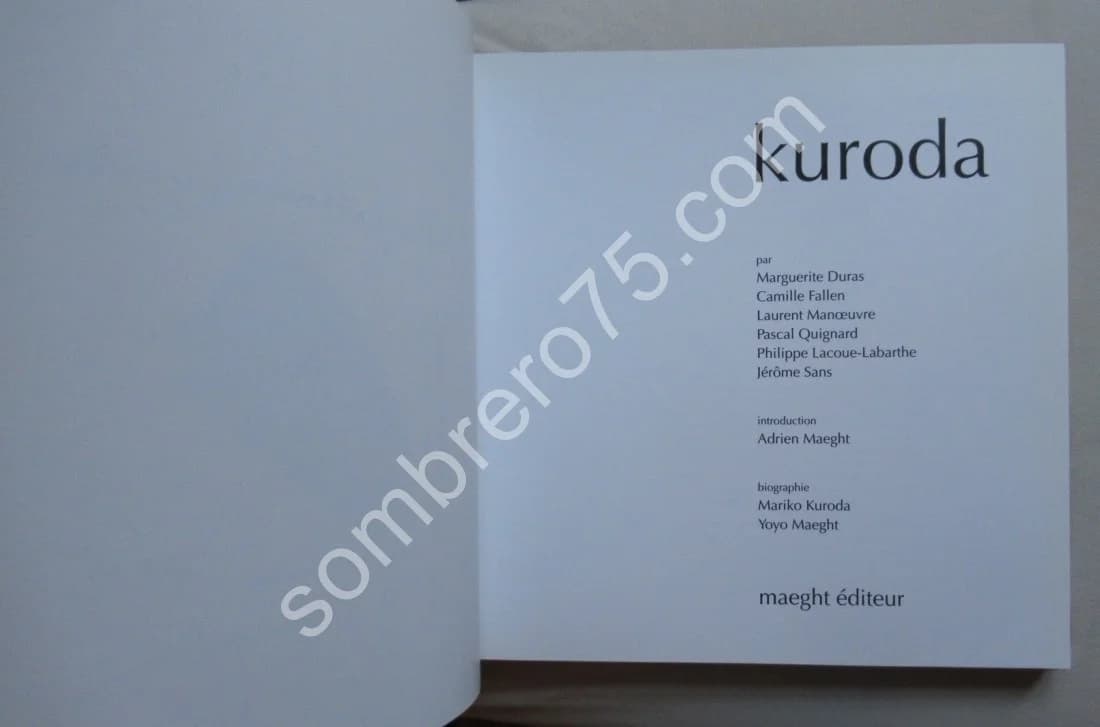 kuroda
par
Marguerite Duras
Camille Fallen
Laurent Manœuvre
Pascal Quignard
Philippe Lacoue-Labarthe
Jérôme Sans
introduction
Adrien Maeght
biographie
Mariko Kuroda
Yoyo Maeght
maeght éditeur
sombrero75.com